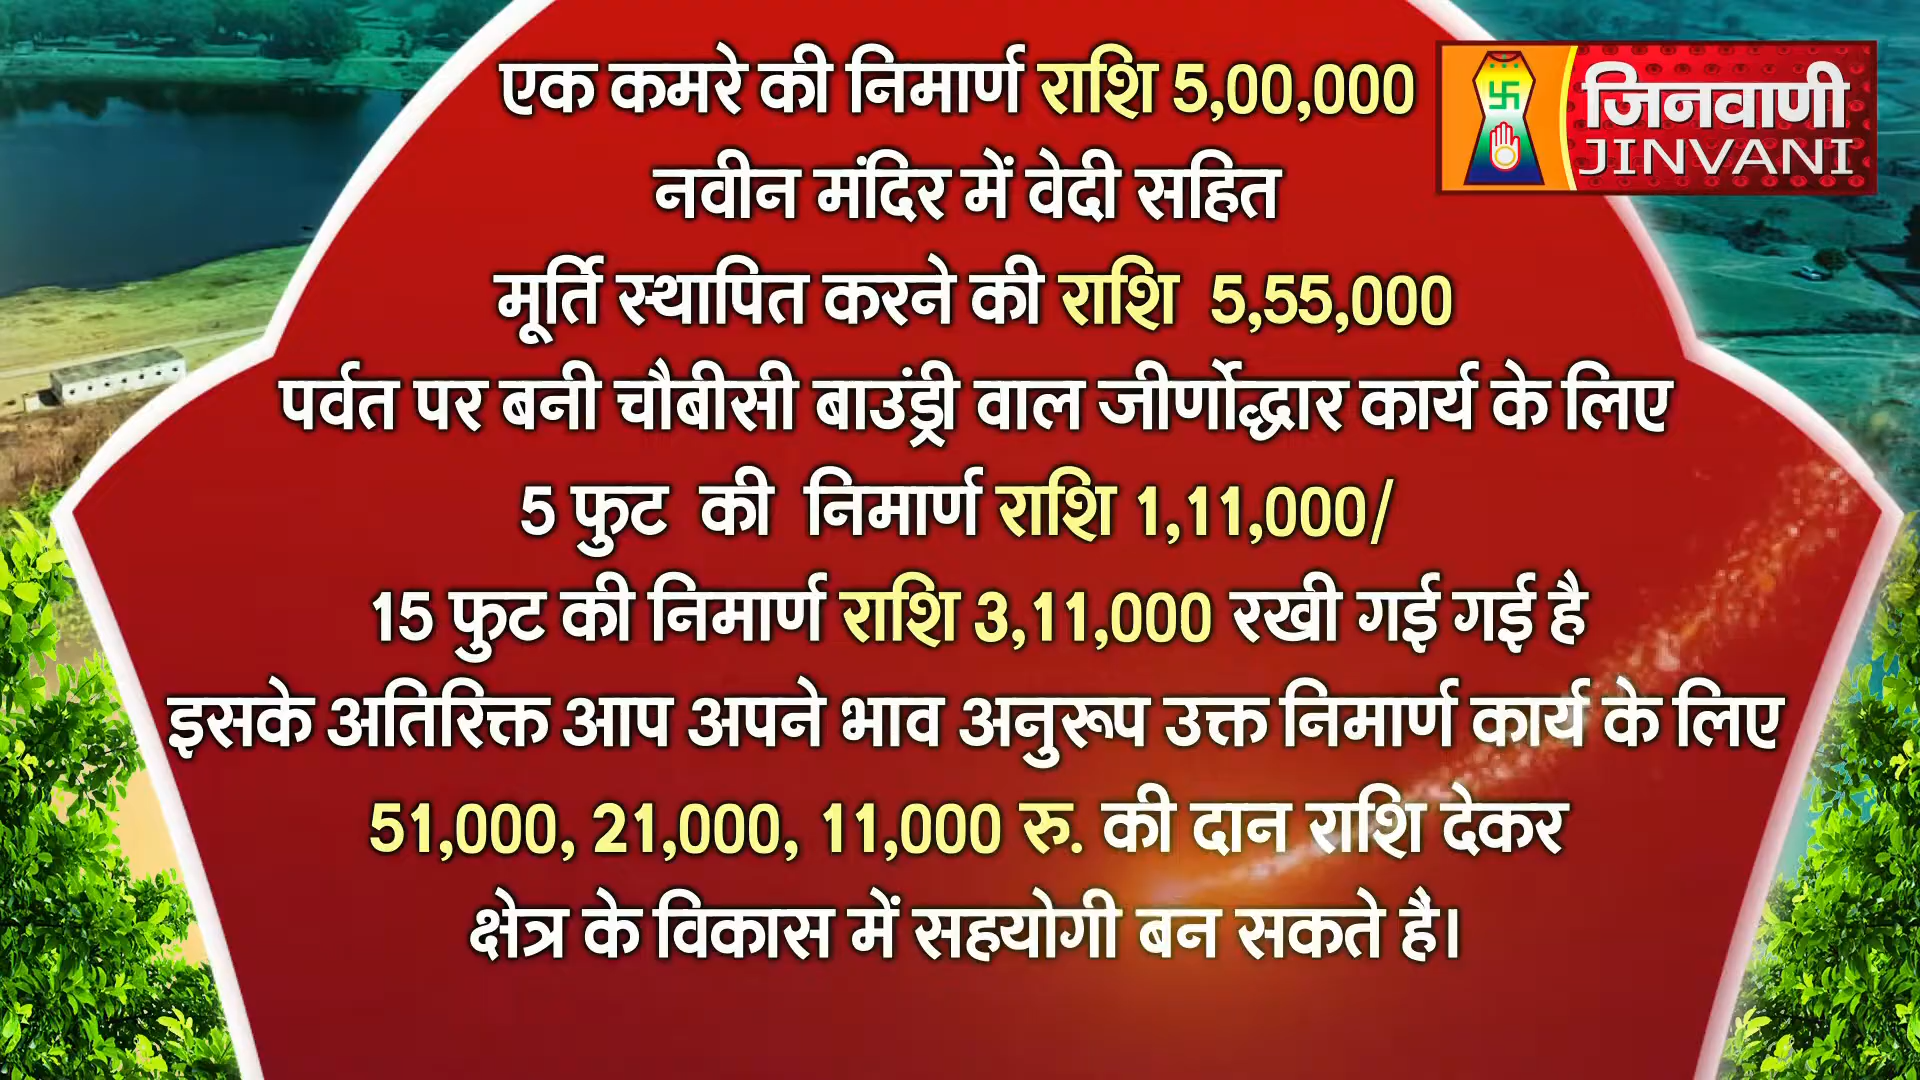 एक कमरे की निमार्ण राशि 5,00,000
जिनवाणी
JINVANI
नवीन मंदिर में वेदी सहित
मूर्ति स्थापित करने की राशि 5,55,000
पर्वत पर बनी चौबीसी बाउंड्री वाल जीर्णोद्धार कार्य के लिए
5 फुट की निमार्ण राशि 1,11,000/
15 फुट की निमार्ण राशि 3,11,000 रखी गई गई है
इसके अतिरिक्त आप अपने भाव अनुरूप उक्त निमार्ण कार्य के लिए
51,000, 21,000, 11,000 रु. की दान राशि देकर
क्षेत्र के विकास में सहयोगी बन सकते है।